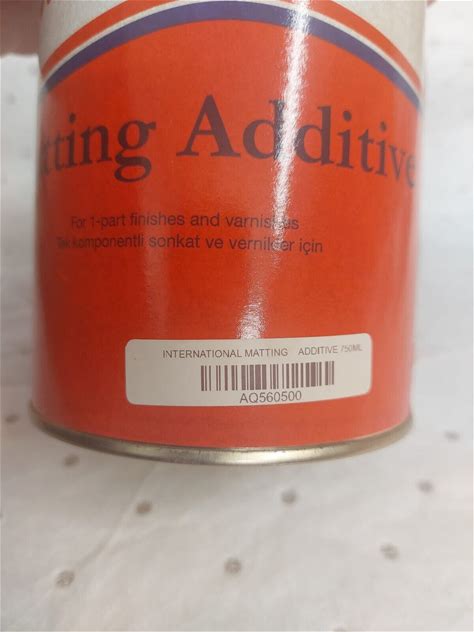 tting Additive
For 1-part finishes and varnishes
Tek komponentli sonkat ve vernikler için
INTERNATIONAL MATTING ADDITIVE 750ML
AQ560500